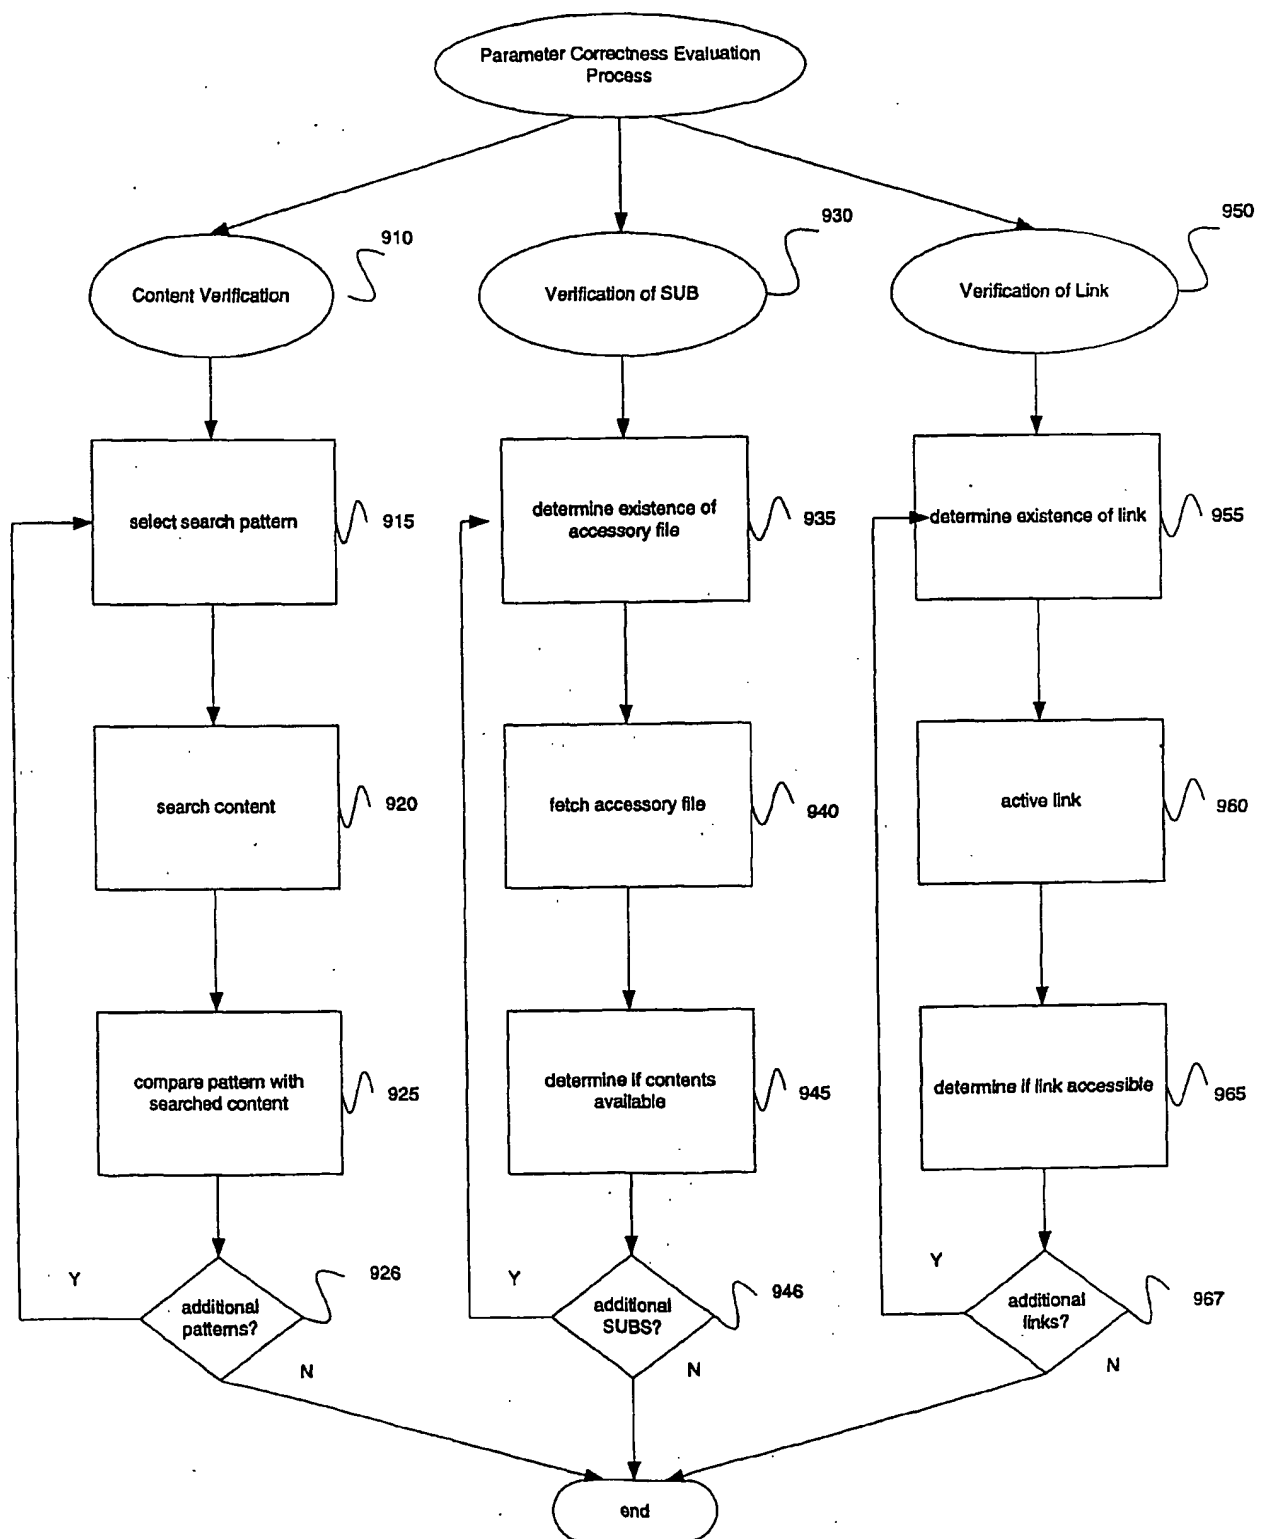 Parameter Correctness Evaluation
Process
910
930
950
Content Verification
Verification of SUB
Verification of Link
select search pattern
915
determine existence of
accessory file
935
determine existence of link
955
search content
920
fetch accessory file
940
active link
960
compare pattern with
searched content
925
determine if contents
available
945
determine if link accessible
965
Y
926
additional
patterns?
N
Y
946
additional
SUBS?
N
Y
967
additional
links?
N
end